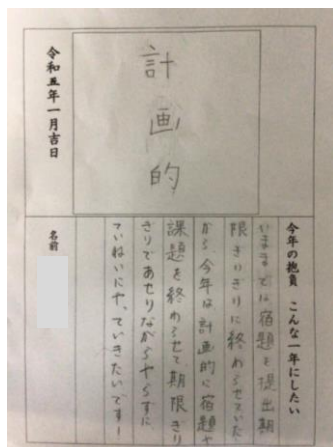 令和五年一月吉日
計画的
今年の抱負 こんな一年にしたい
いままでは宿題を提出期
限ぎりぎりに終わらせていた
から、今年は計画的に宿題や
課題を終わらせて、期限ぎり
ぎりであせりながらやらずに
ていねいにやっていきたいですー
名前